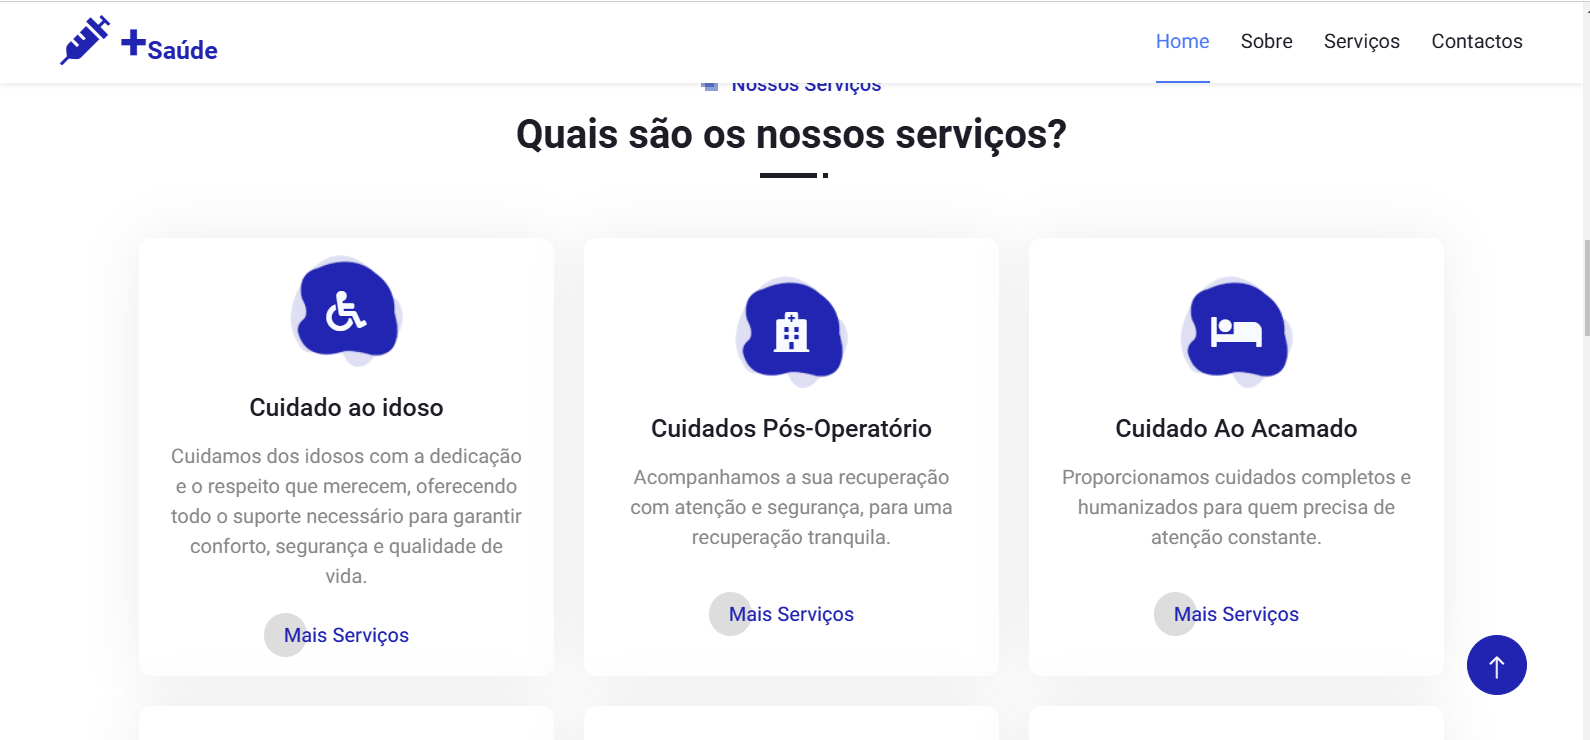 +Saúde
Home Sobre Serviços Contactos
Nossos Serviços
Quais são os nossos serviços?
Cuidado ao idoso
Cuidamos dos idosos com a dedicação
e o respeito que merecem, oferecendo
todo o suporte necessário para garantir
conforto, segurança e qualidade de
vida.
Mais Serviços
Cuidados Pós-Operatório
Acompanhamos a sua recuperação
com atenção e segurança, para uma
recuperação tranquila.
Mais Serviços
Cuidado Ao Acamado
Proporcionamos cuidados completos e
humanizados para quem precisa de
atenção constante.
Mais Serviços